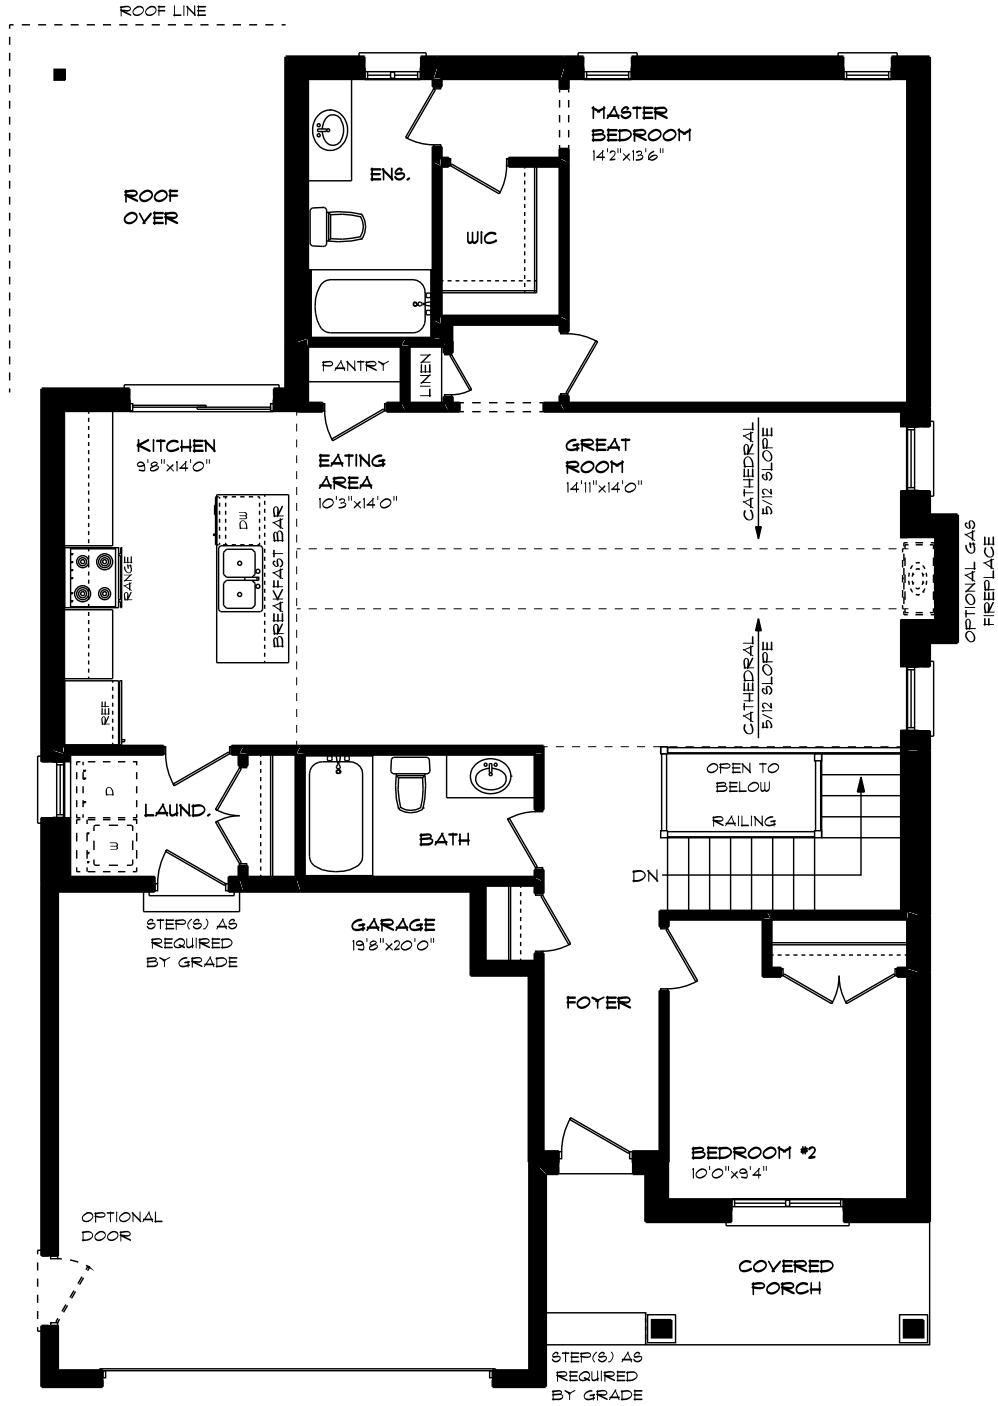 ROOF LINE
ROOF
OVER
ENS.
WIC
MASTER
BEDROOM
14'2"x13'6"
PANTRY
LINEN
KITCHEN
9'8"x14'0"
EATING
AREA
10'3"x14'0"
GREAT
ROOM
14'11"x14'0"
CATHEDRAL
5/12 SLOPE
DW
BREAKFAST BAR
RANGE
REF
CATHEDRAL
5/12 SLOPE
OPTIONAL GAS
FIREPLACE
D
W
LAUND.
BATH
OPEN TO
BELOW
RAILING
DN
STEP(S) AS
REQUIRED
BY GRADE
GARAGE
19'8"x20'0"
FOYER
BEDROOM #2
10'0"x9'4"
OPTIONAL
DOOR
COVERED
PORCH
STEP(S) AS
REQUIRED
BY GRADE